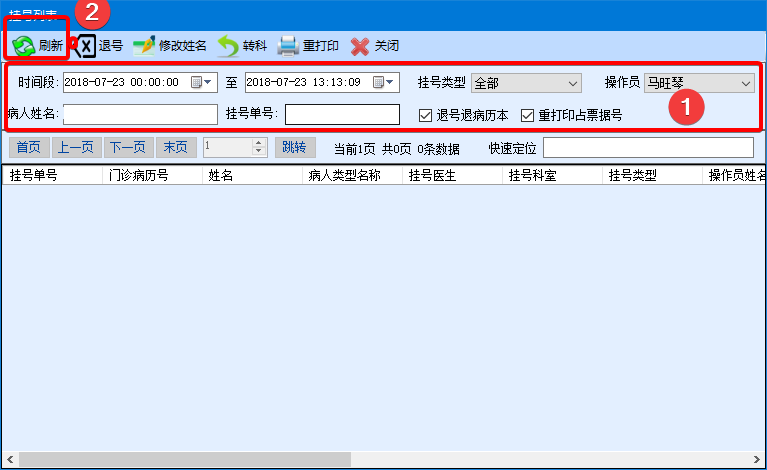 挂号列表
2
刷新 退号 修改姓名 转科 重打印 关闭
时间段: 2018-07-23 00:00:00 至 2018-07-23 13:13:09 挂号类型 全部 操作员 马旺琴
病人姓名: 挂号单号: 退号退病历本 重打印占票据号
1
首页 上一页 下一页 末页 1 跳转 当前1页 共0页 0条数据 快速定位
挂号单号 门诊病历号 姓名 病人类型名称 挂号医生 挂号科室 挂号类型 操作员姓名